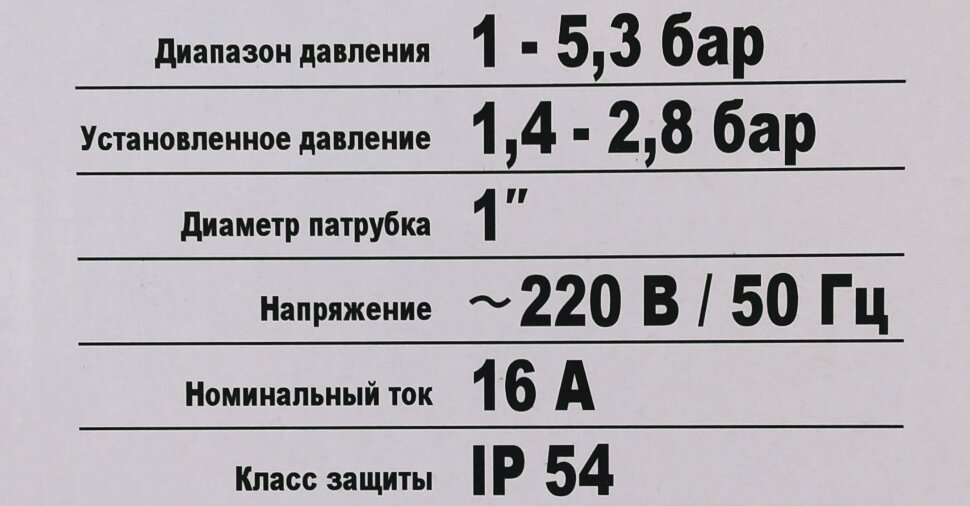 Диапазон давления 1 - 5,3 бар
Установленное давление 1,4 - 2,8 бар
Диаметр патрубка 1"
Напряжение ~220 В / 50 Гц
Номинальный ток 16 А
Класс защиты IP 54